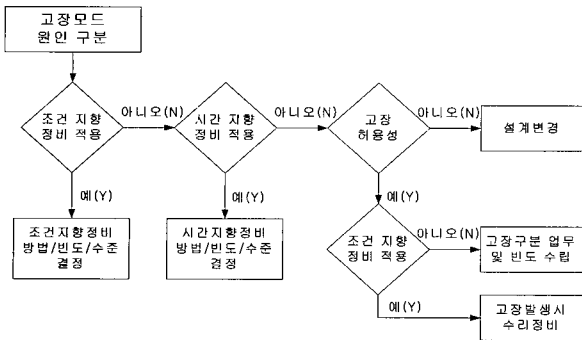 고장모드
원인 구분
조건 지향
정비 적용
아니오(N)
시간 지향
정비 적용
아니오(N)
고장
허용성
아니오(N)
설계변경
예(Y)
예(Y)
예(Y)
조건지향정비
방법/빈도/수준
결정
시간지향정비
방법/빈도/수준
결정
조건 지향
정비 적용
아니오(N)
고장구분 업무
및 빈도 수립
예(Y)
고장발생시
수리정비